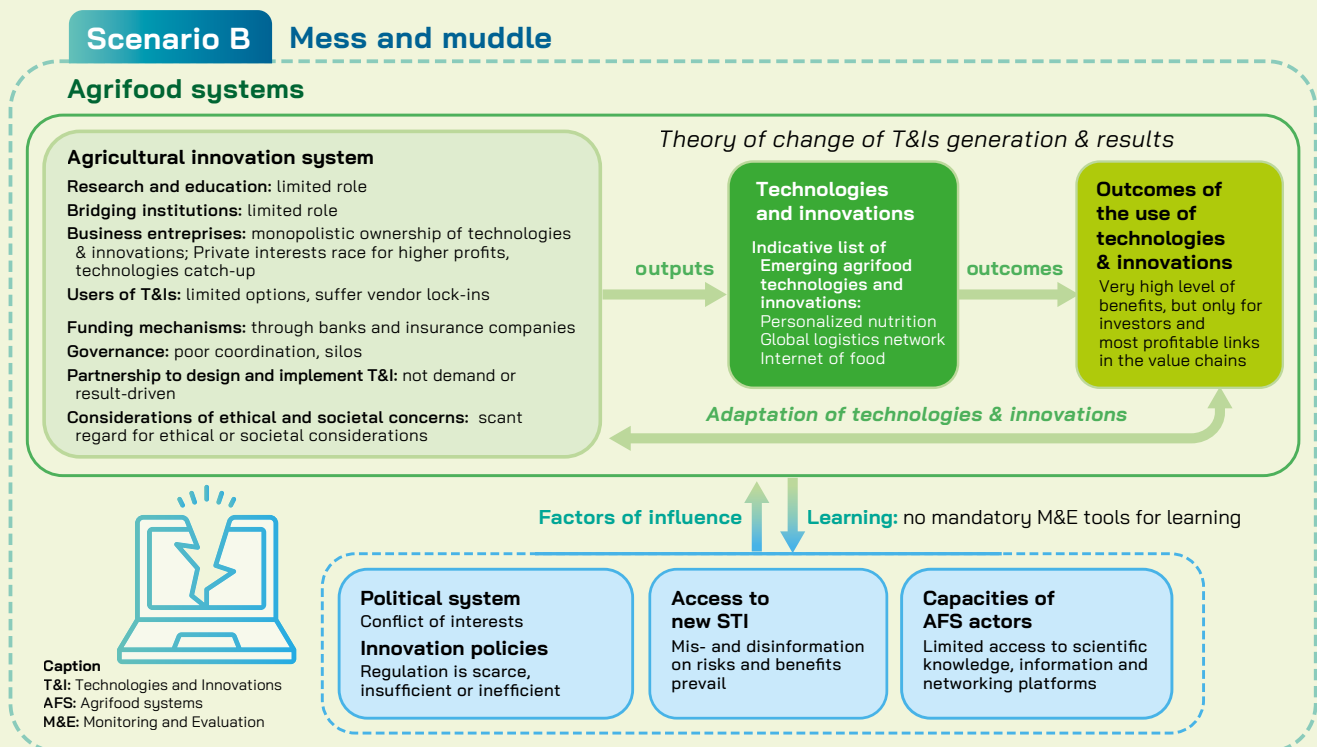 Scenario B
Mess and muddle
Agrifood systems
Agricultural innovation system
Research and education: limited role
Bridging institutions: limited role
Business entreprises: monopolistic ownership of technologies
& innovations; Private interests race for higher profits,
technologies catch-up
Users of T&Is: limited options, suffer vendor lock-ins
Funding mechanisms: through banks and insurance companies
Governance: poor coordination, silos
Partnership to design and implement T&I: not demand or
result-driven
Considerations of ethical and societal concerns: scant
regard for ethical or societal considerations
Theory of change of T&Is generation & results
outputs
Technologies
and innovations
Indicative list of
Emerging agrifood
technologies and
innovations:
Personalized nutrition
Global logistics network
Internet of food
outcomes
Outcomes of
the use of
technologies
& innovations
Very high level of
benefits, but only for
investors and
most profitable links
in the value chains
Adaptation of technologies & innovations
Factors of influence
Learning: no mandatory M&E tools for learning
Political system
Conflict of interests
Innovation policies
Regulation is scarce,
insufficient or inefficient
Access to
new STI
Mis- and disinformation
on risks and benefits
prevail
Capacities of
AFS actors
Limited access to scientific
knowledge, information and
networking platforms
Caption
T&I: Technologies and Innovations
AFS: Agrifood systems
M&E: Monitoring and Evaluation